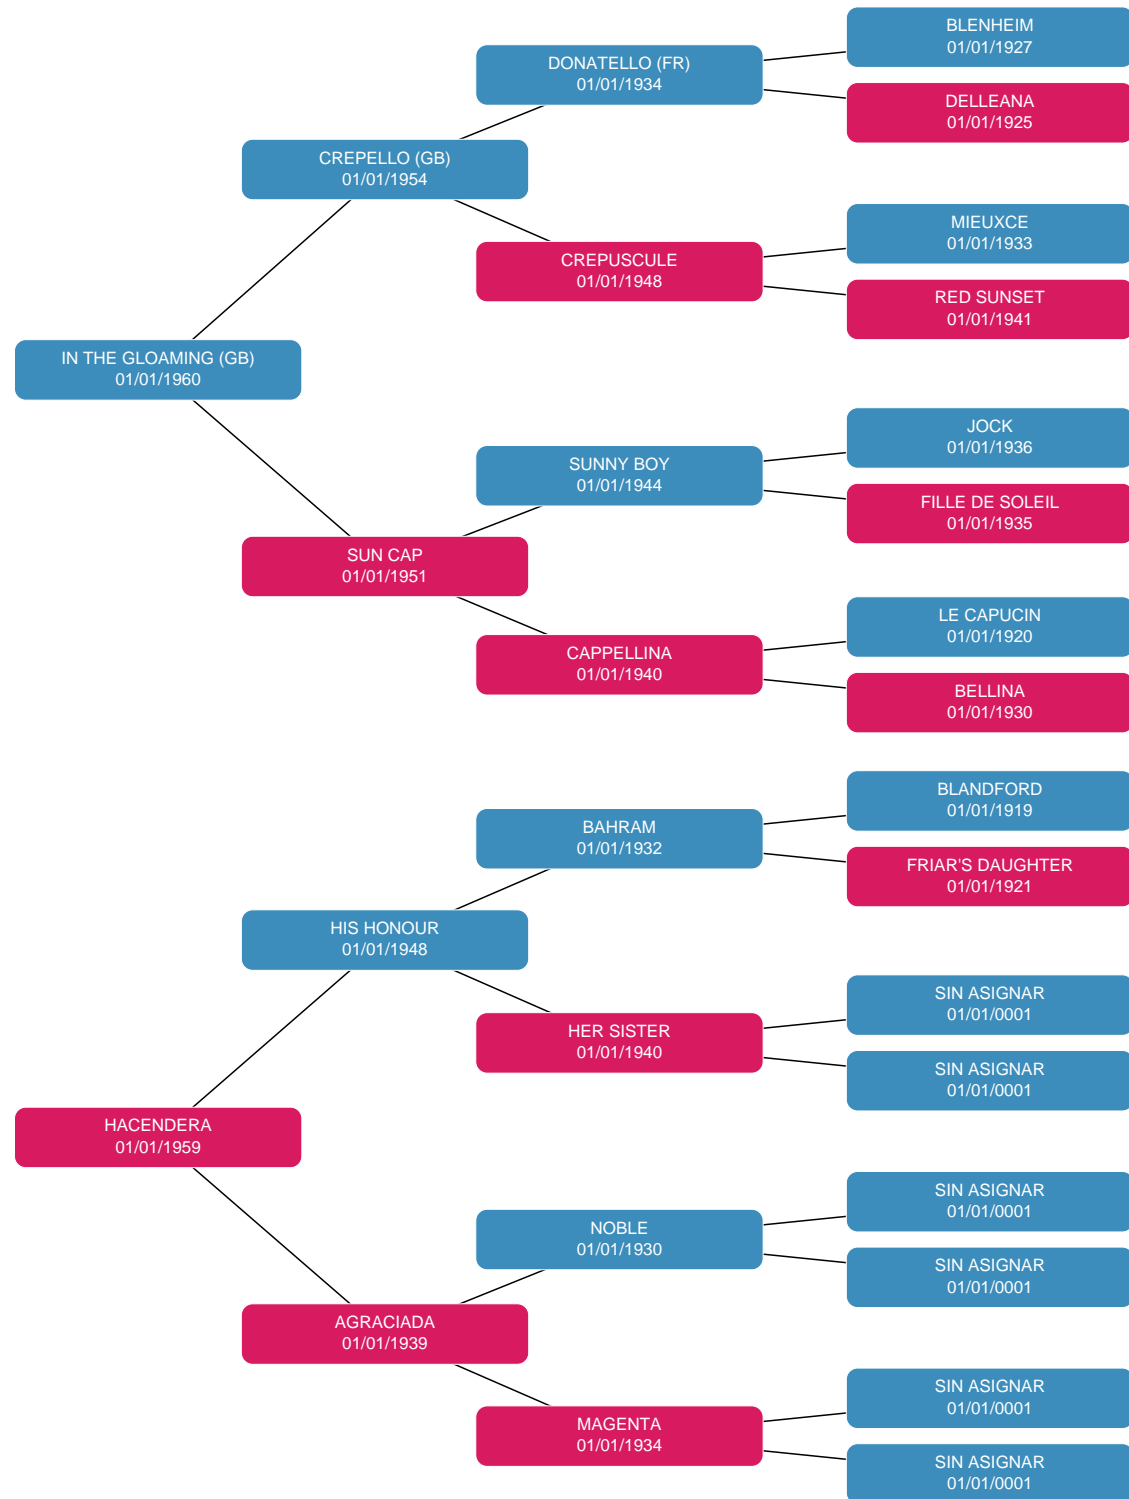 BLENHEIM
01/01/1927
DONATELLO (FR)
01/01/1934
DELLEANA
01/01/1925
CREPELLO (GB)
01/01/1954
MIEUXCE
01/01/1933
CREPUSCULE
01/01/1948
RED SUNSET
01/01/1941
IN THE GLOAMING (GB)
01/01/1960
JOCK
01/01/1936
SUNNY BOY
01/01/1944
FILLE DE SOLEIL
01/01/1935
SUN CAP
01/01/1951
LE CAPUCIN
01/01/1920
CAPPELLINA
01/01/1940
BELLINA
01/01/1930
BLANDFORD
01/01/1919
BAHRAM
01/01/1932
FRIAR'S DAUGHTER
01/01/1921
HIS HONOUR
01/01/1948
SIN ASIGNAR
01/01/0001
HER SISTER
01/01/1940
SIN ASIGNAR
01/01/0001
HACENDERA
01/01/1959
SIN ASIGNAR
01/01/0001
NOBLE
01/01/1930
SIN ASIGNAR
01/01/0001
AGRACIADA
01/01/1939
SIN ASIGNAR
01/01/0001
MAGENTA
01/01/1934
SIN ASIGNAR
01/01/0001